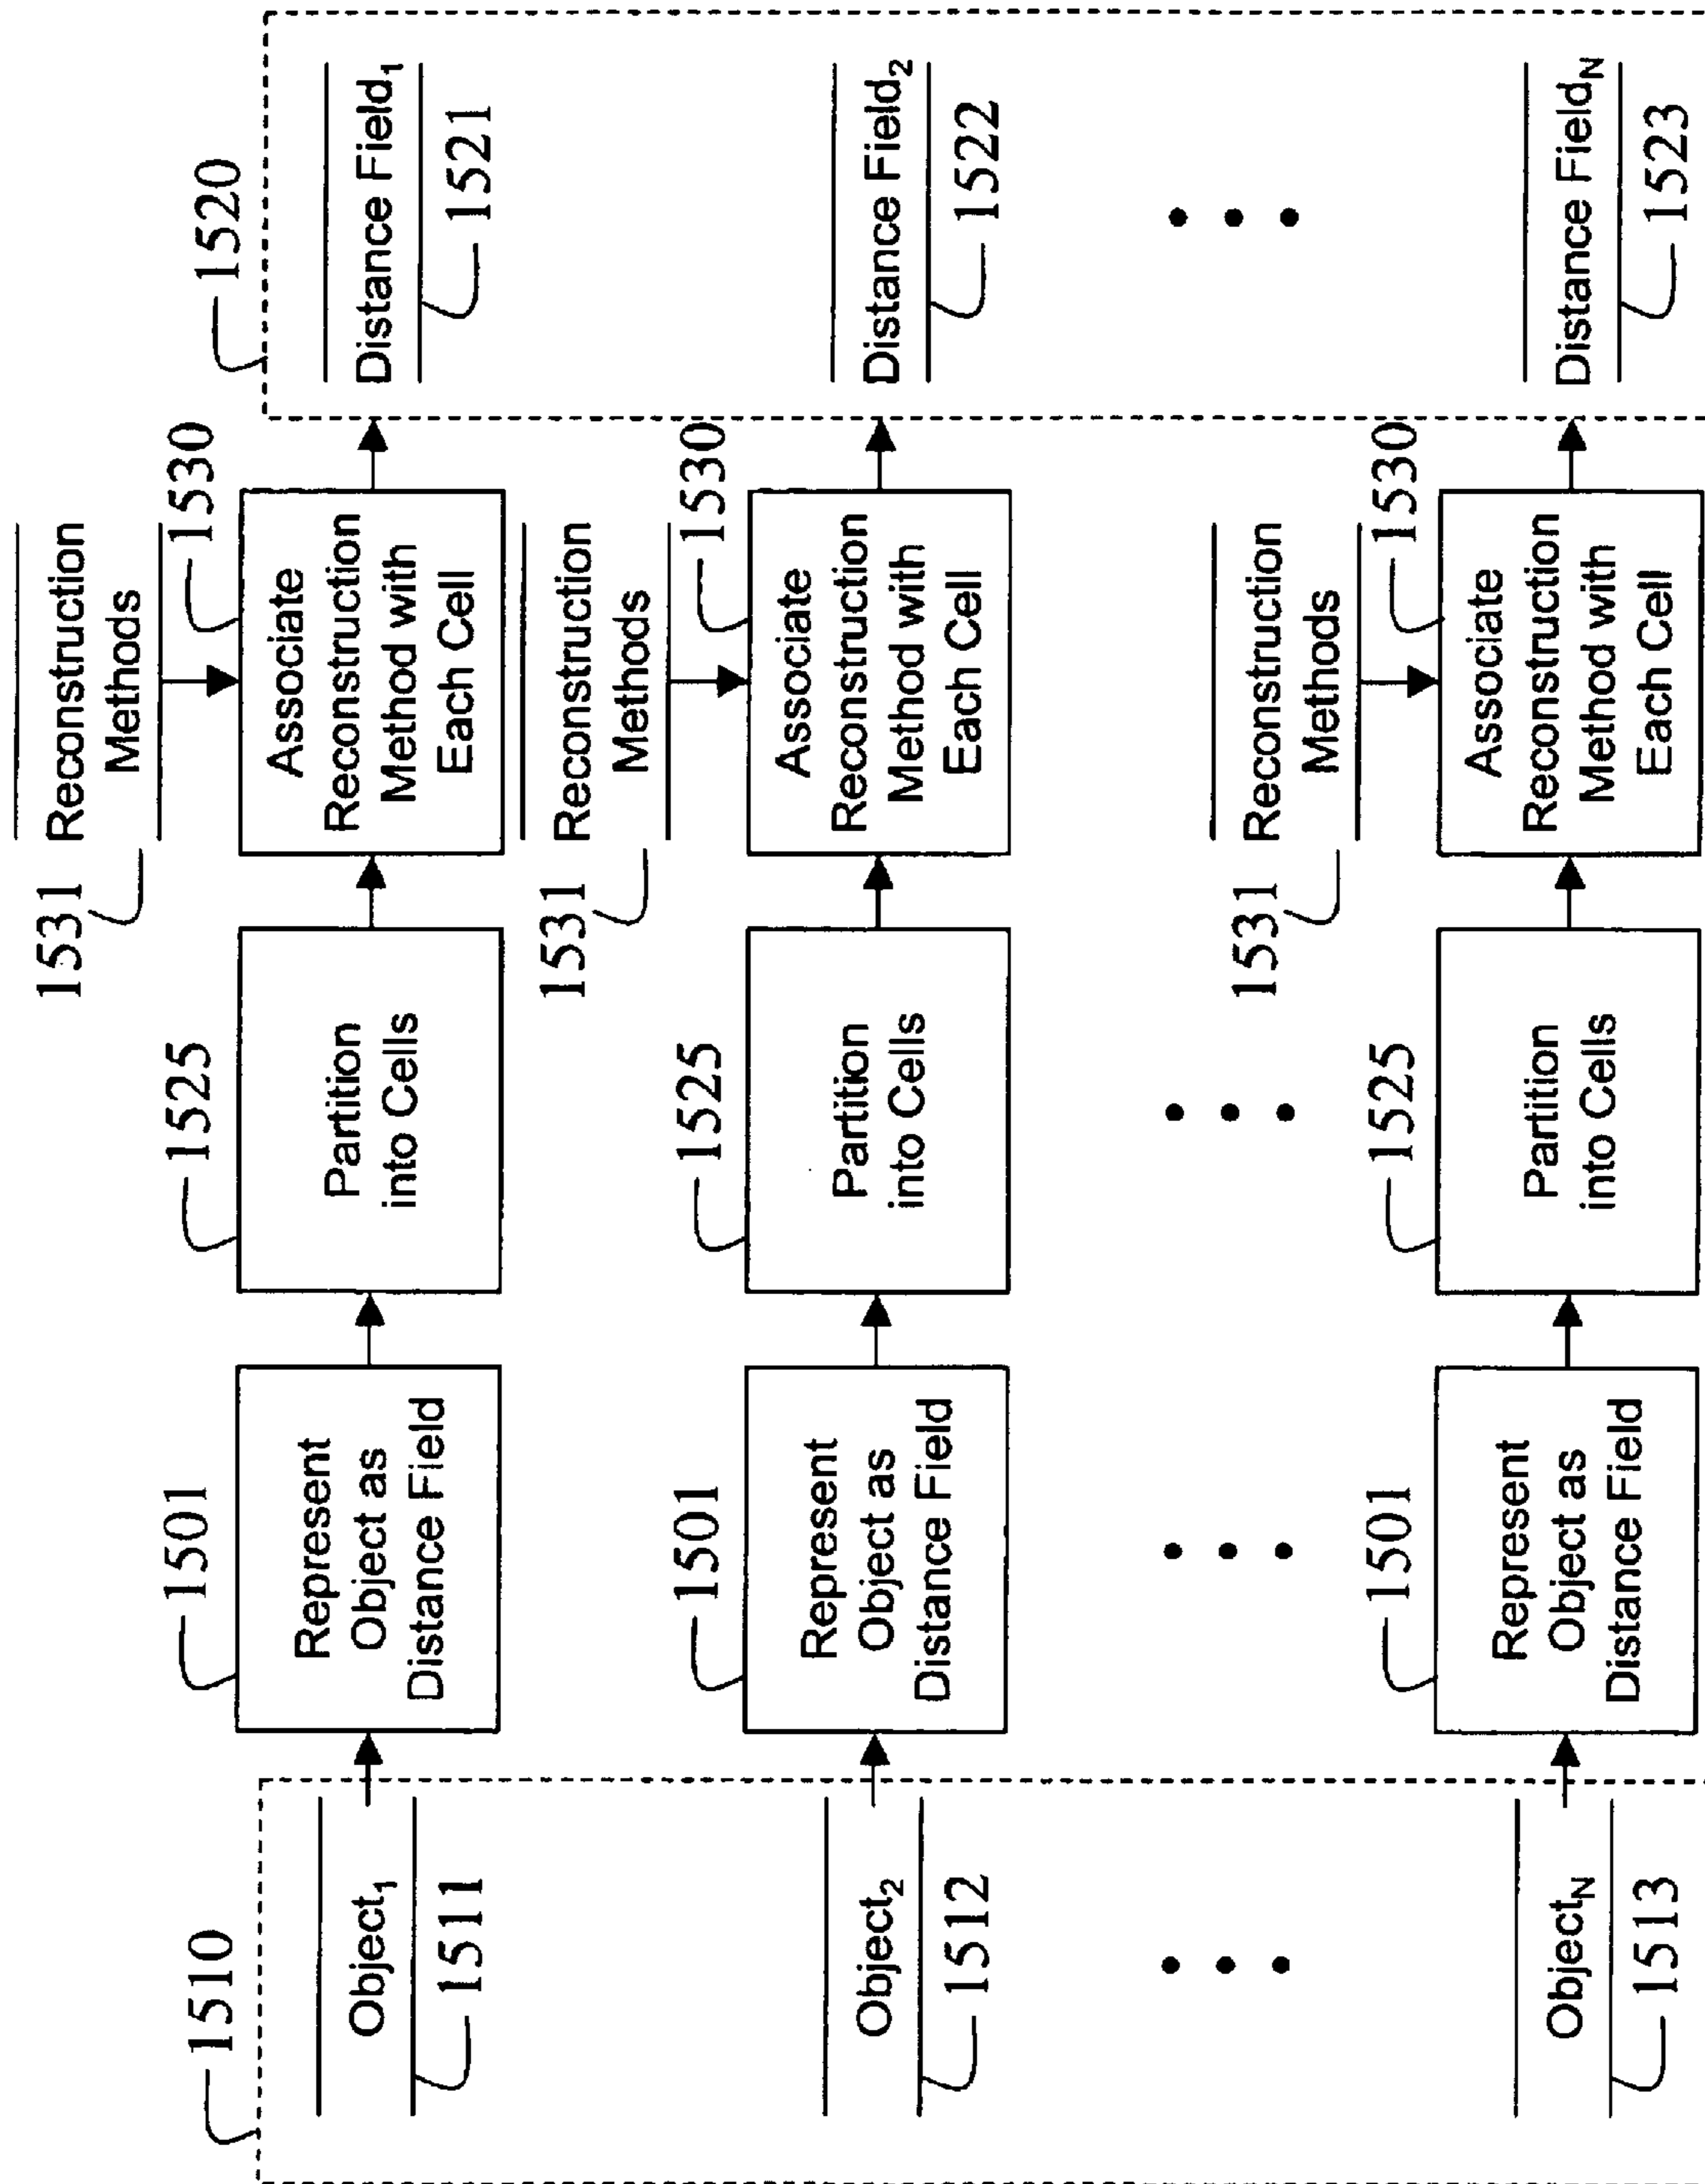 1510
Object1
1511
1501
Represent
Object as
Distance Field
1525
Partition
into Cells
1531
Reconstruction
Methods
1530
Associate
Reconstruction
Method with
Each Cell
1520
Distance Field1
1521
Object2
1512
1501
Represent
Object as
Distance Field
1525
Partition
into Cells
1531
Reconstruction
Methods
1530
Associate
Reconstruction
Method with
Each Cell
Distance Field2
1522
ObjectN
1513
1501
Represent
Object as
Distance Field
1525
Partition
into Cells
1531
Reconstruction
Methods
1530
Associate
Reconstruction
Method with
Each Cell
Distance FieldN
1523